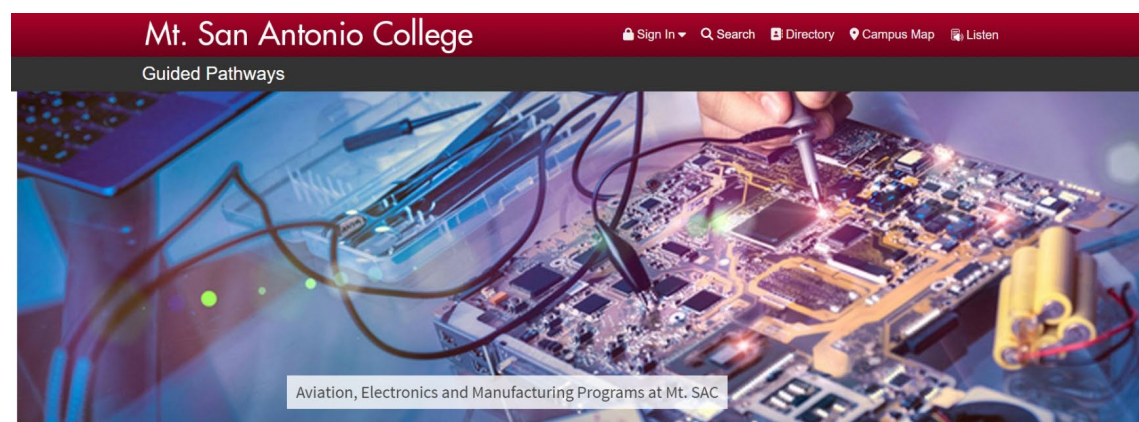 Mt. San Antonio College
Sign In
Search
Directory
Campus Map
Listen
Guided Pathways
Aviation, Electronics and Manufacturing Programs at Mt. SAC